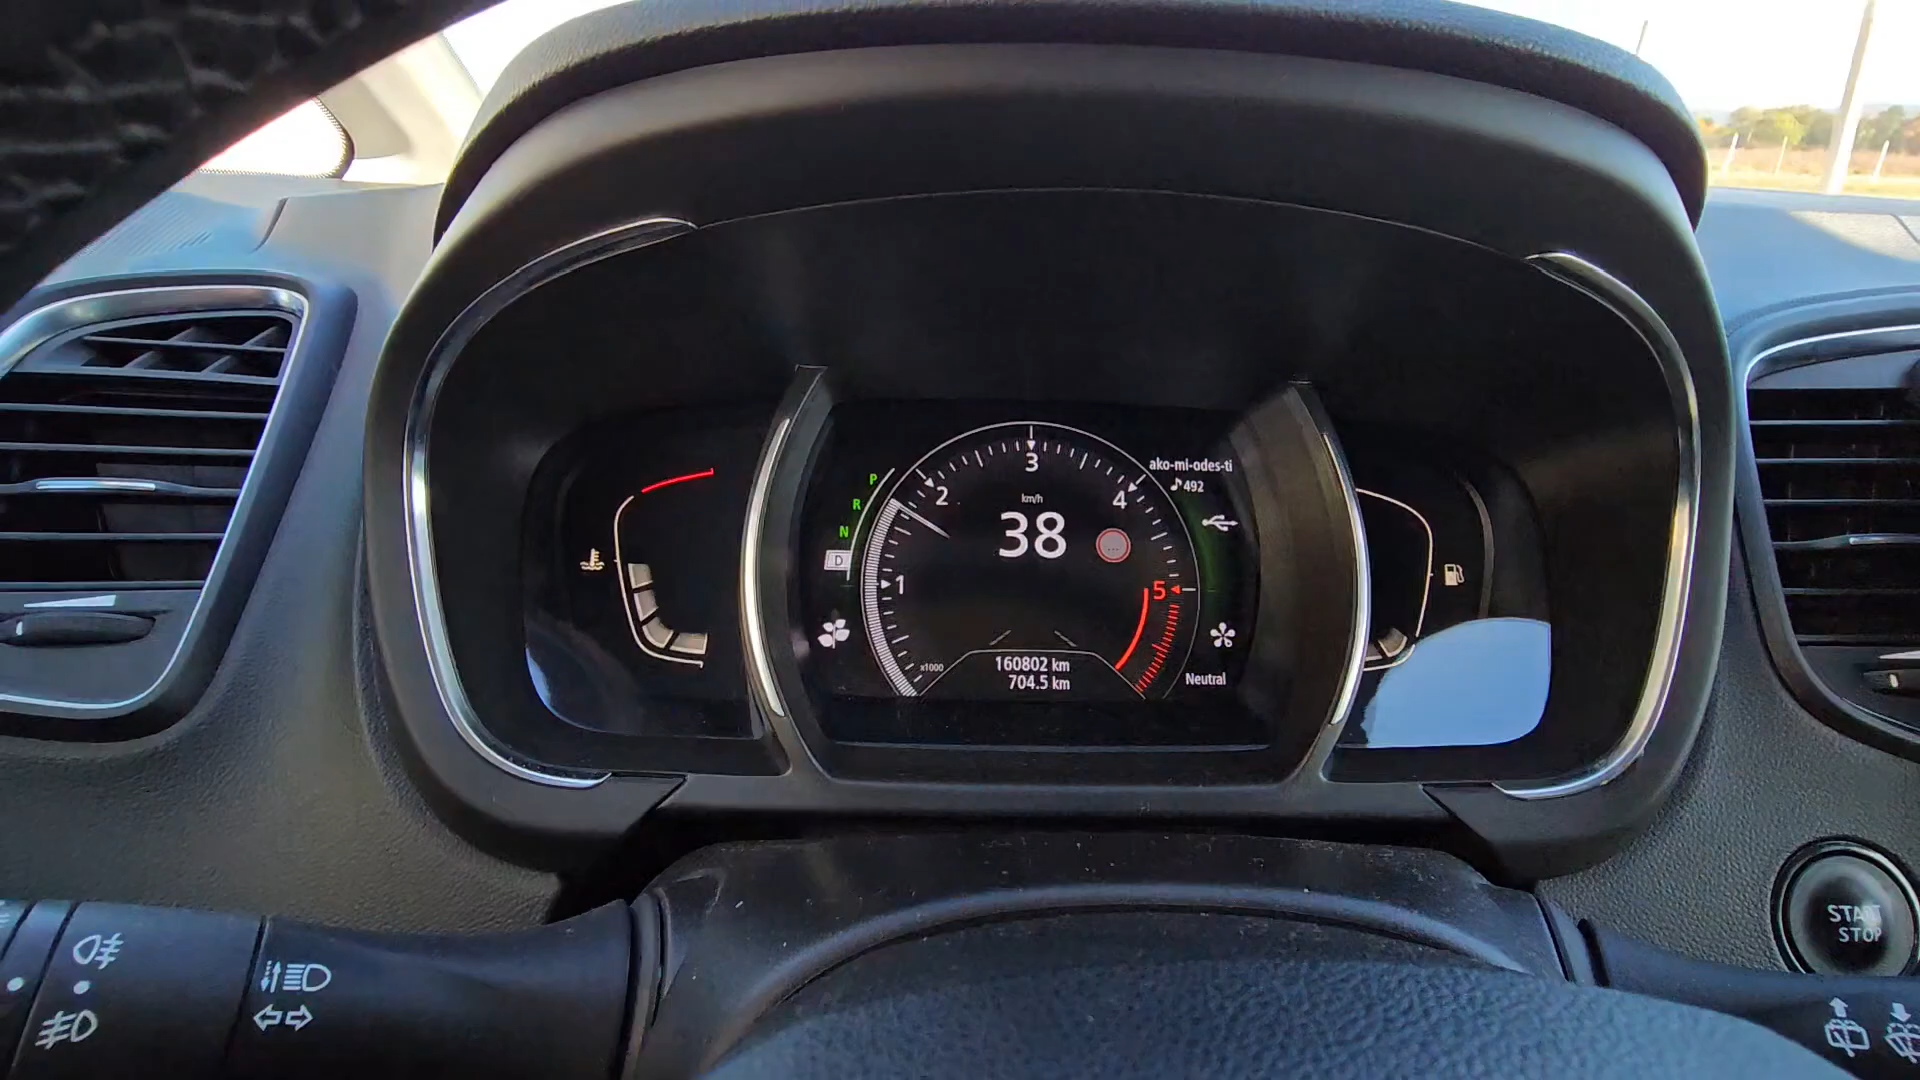 P
R
N
D
1
2
3
4
5
x1000
km/h
38
ako-ml-odes-ti
492
160802 km
704.5 km
Neutral
START
STOP